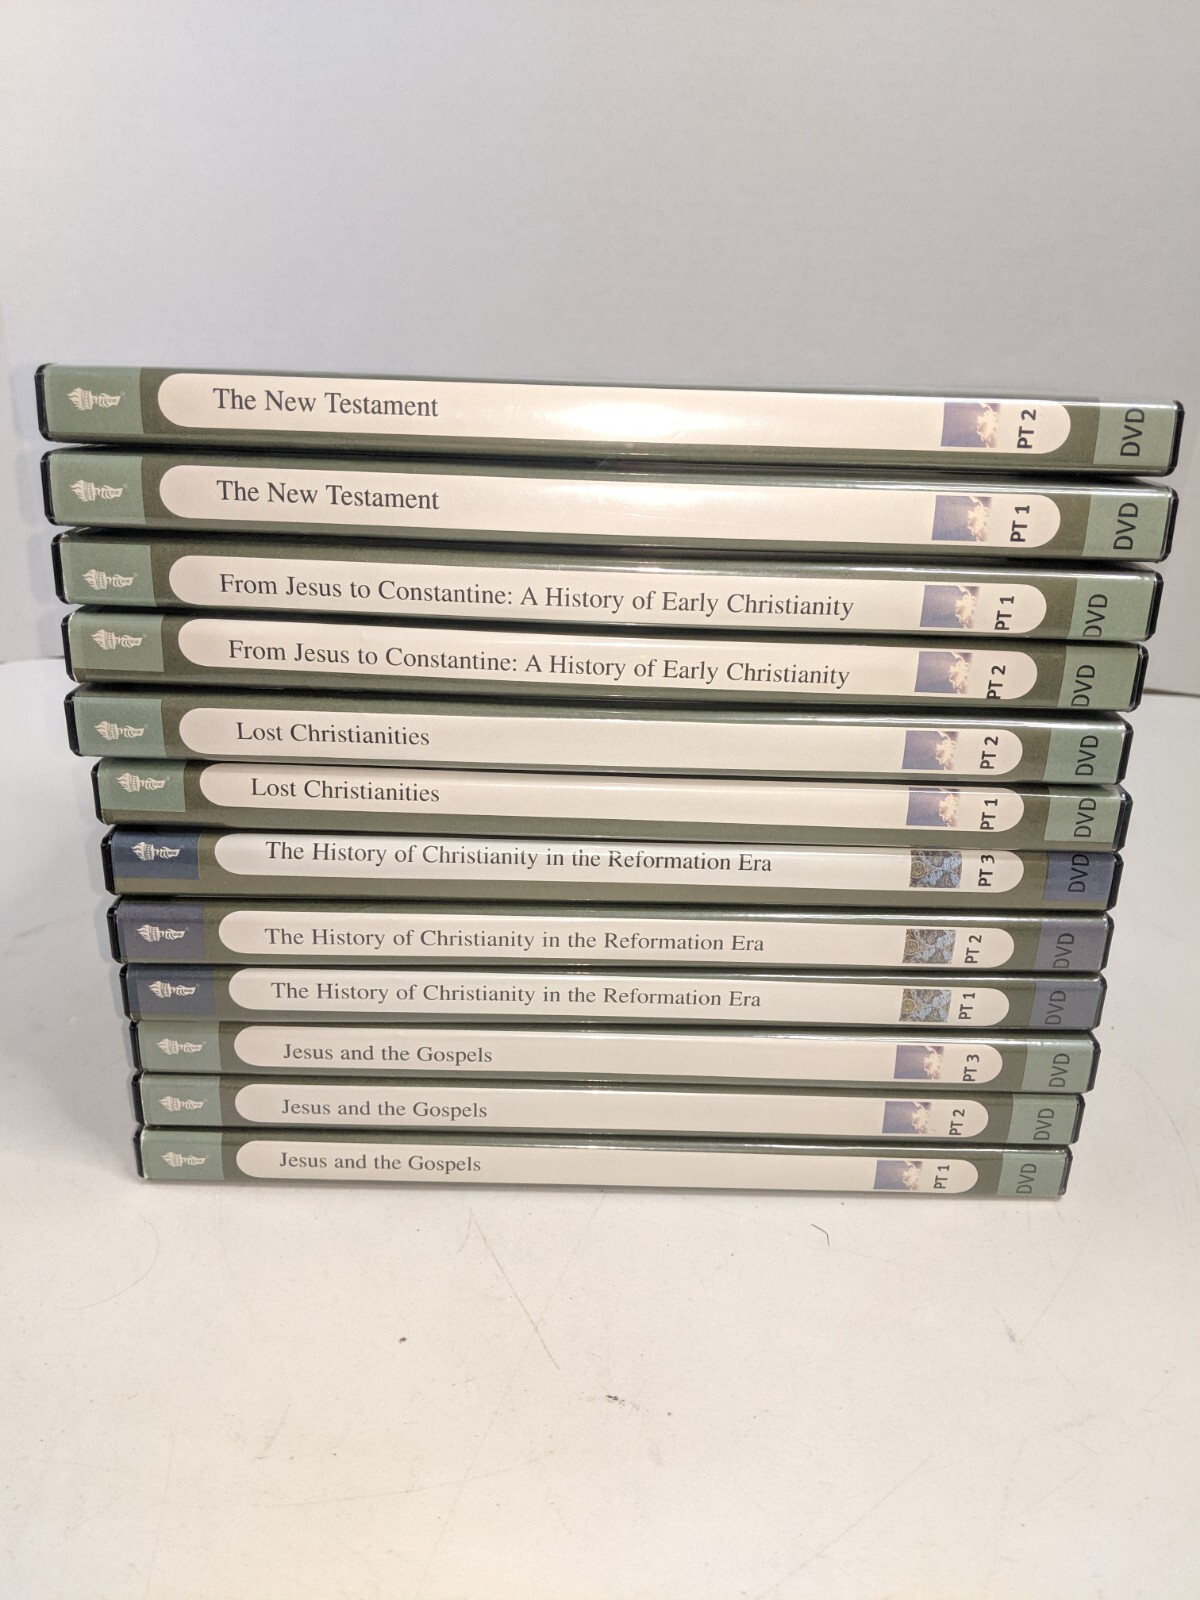 The New Testament PT 2 DVD
The New Testament PT 1 DVD
From Jesus to Constantine: A History of Early Christianity PT 1 DVD
From Jesus to Constantine: A History of Early Christianity PT 2 DVD
Lost Christianities PT 2 DVD
Lost Christianities PT 1 DVD
The History of Christianity in the Reformation Era PT 3 DVD
The History of Christianity in the Reformation Era PT 2 DVD
The History of Christianity in the Reformation Era PT 1 DVD
Jesus and the Gospels PT 3 DVD
Jesus and the Gospels PT 2 DVD
Jesus and the Gospels PT 1 DVD